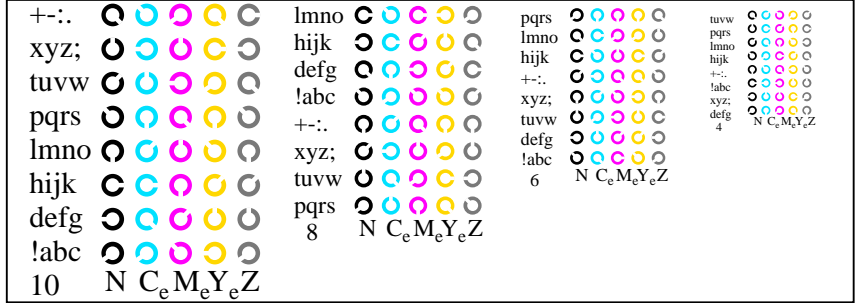 +-:.
xyz;
tuvw
pqrs
lmno
hijk
defg
!abc
10 N CeMeYeZ
lmno
hijk
defg
!abc
+-:.
xyz;
tuvw
pqrs
8 N CeMeYeZ
pqrs
lmno
hijk
+-:.
xyz;
tuvw
defg
!abc
6 N CeMeYeZ
tuvw
pqrs
lmno
hijk
+-:.
!abc
xyz;
defg
4 N CeMeYeZ